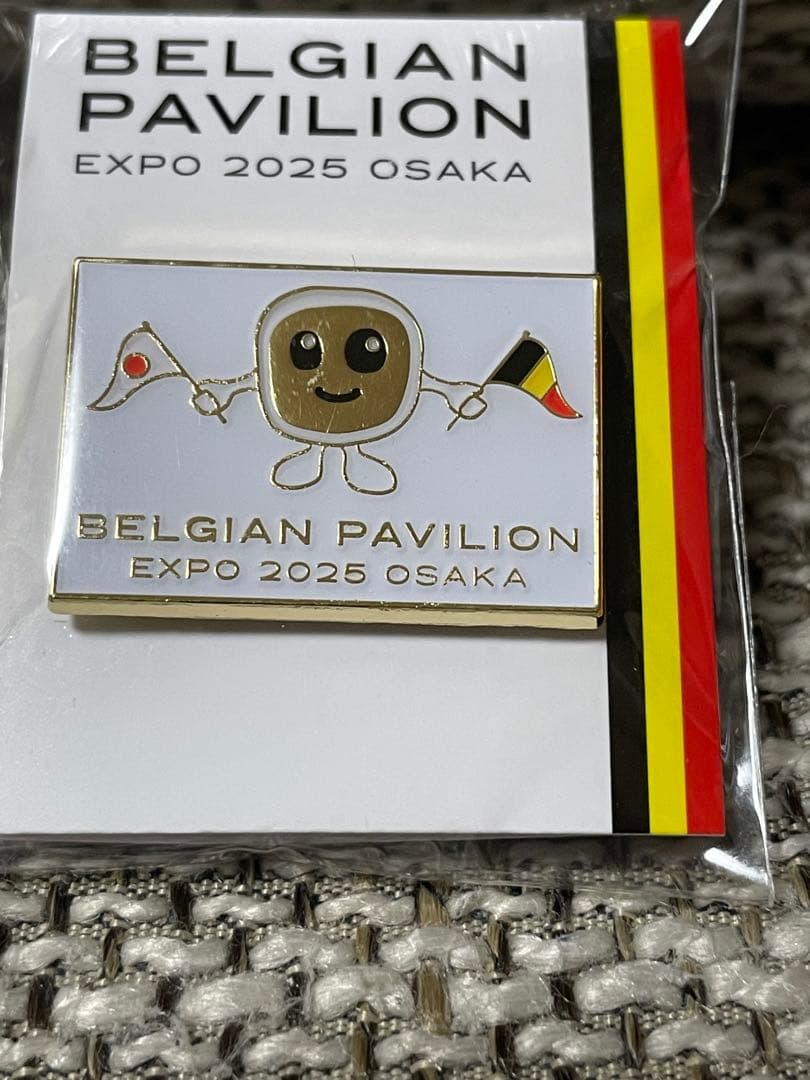 BELGIAN
PAVILION
EXPO 2025 OSAKA
BELGIAN PAVILION
EXPO 2025 OSAKA